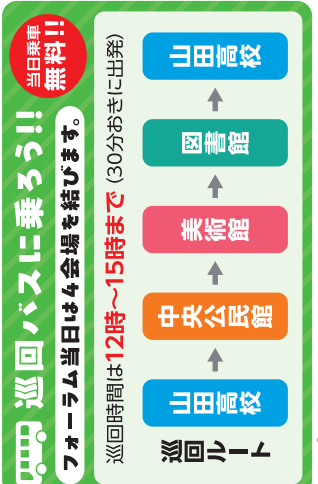 巡回バスに乗ろう!!
当日乗車
無料!!
フォーラム当日は4会場を結びます。
巡回時間は12時～15時まで（30分おきに出発）
巡回ルート
山田高校
中央公民館
美術館
図書館
山田高校